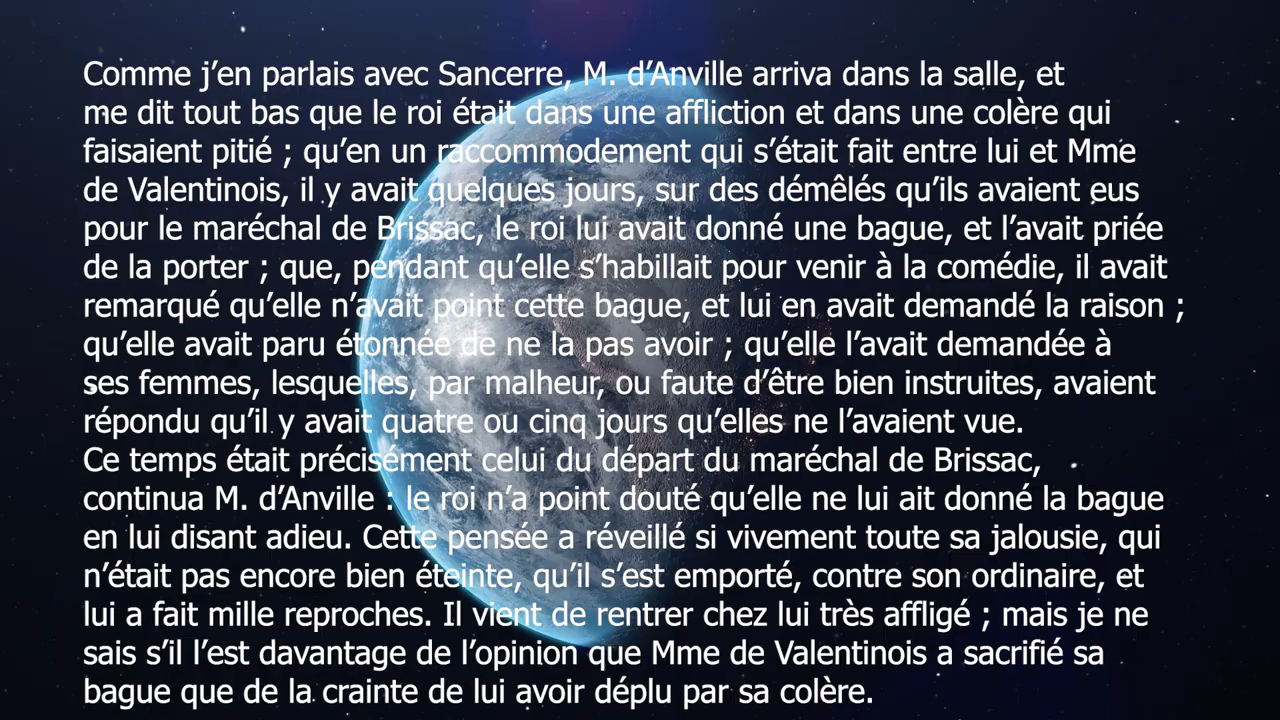 Comme j’en parlais avec Sancerre, M. d’Anville arriva dans la salle, et
me dit tout bas que le roi était dans une affliction et dans une colère qui
faisaient pitié ; qu’en un raccommodement qui s’était fait entre lui et Mme
de Valentinois, il y avait quelques jours, sur des démêlés qu’ils avaient eus
pour le maréchal de Brissac, le roi lui avait donné une bague, et l’avait priée
de la porter ; que, pendant qu’elle s’habillait pour venir à la comédie, il avait
remarqué qu’elle n’avait point cette bague, et lui en avait demandé la raison ;
qu’elle avait paru étonnée de ne la pas avoir ; qu’elle l’avait demandée à
ses femmes, lesquelles, par malheur, ou faute d’être bien instruites, avaient
répondu qu’il y avait quatre ou cinq jours qu’elles ne l’avaient vue.
Ce temps était précisément celui du départ du maréchal de Brissac,
continua M. d’Anville : le roi n’a point douté qu’elle ne lui ait donné la bague
en lui disant adieu. Cette pensée a réveillé si vivement toute sa jalousie, qui
n’était pas encore bien éteinte, qu’il s’est emporté, contre son ordinaire, et
lui a fait mille reproches. Il vient de rentrer chez lui très affligé ; mais je ne
sais s’il l’est davantage de l’opinion que Mme de Valentinois a sacrifié sa
bague que de la crainte de lui avoir déplu par sa colère.